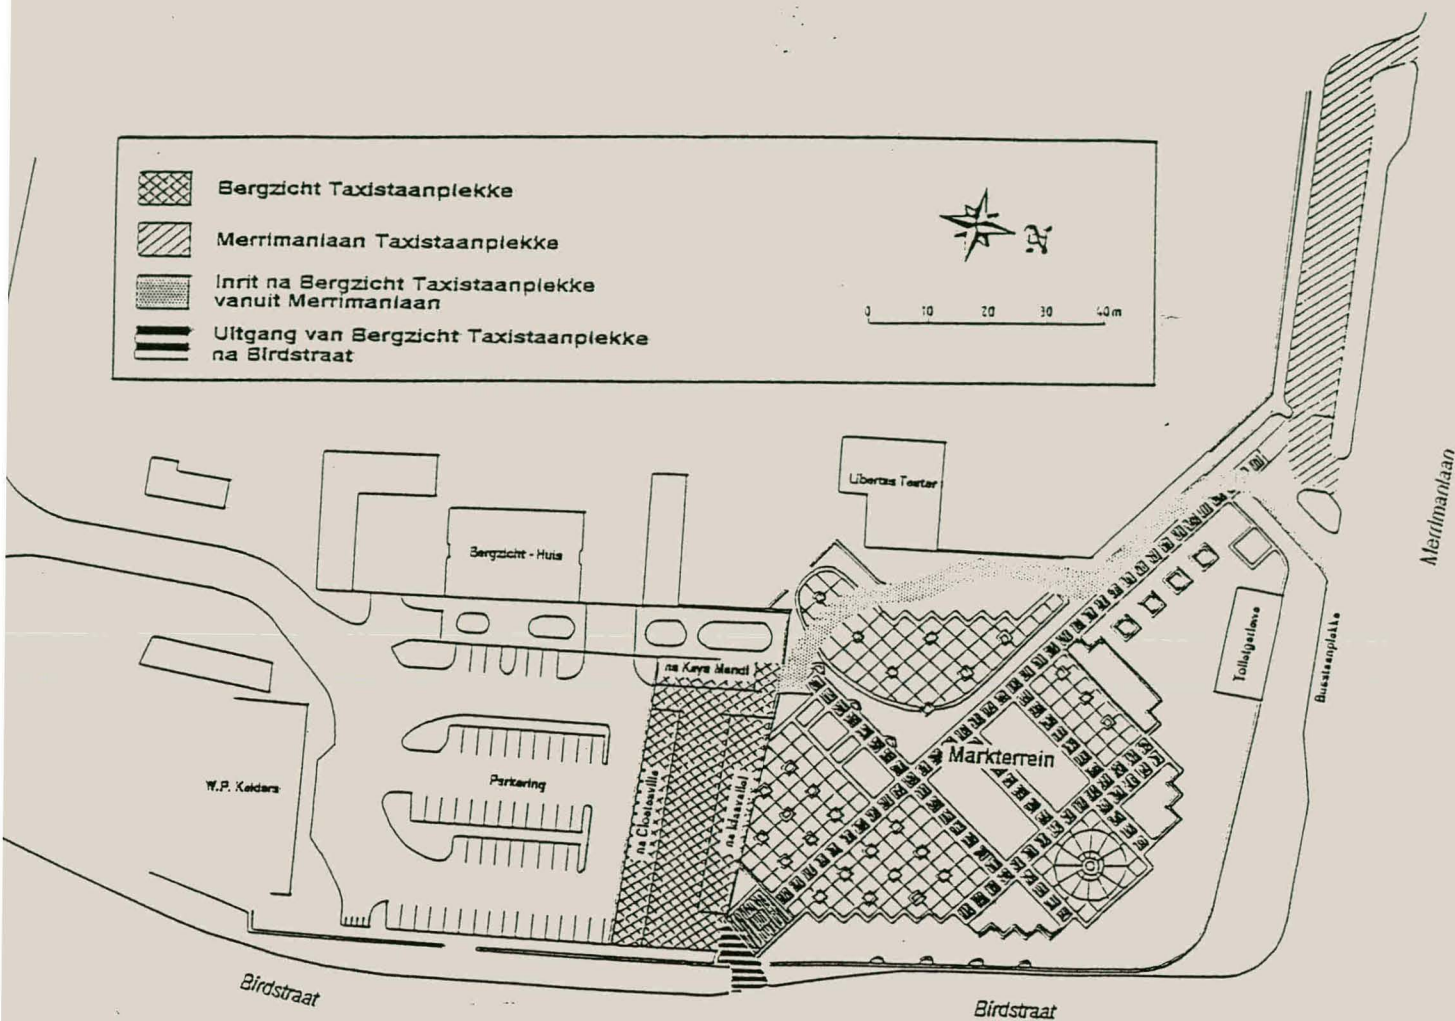 Bergzicht Taxistaanplekke
Merrimanlaan Taxistaanplekke
Inrit na Bergzicht Taxistaanplekke
vanuit Merrimanlaan
Uitgang van Bergzicht Taxistaanplekke
na Birdstraat
0 10 20 30 40 m
Libertas Teater
Bergzicht - Huis
Merrimanlaan
na Kaya Mandi
Toiletgeriewe
Busstaanplekke
Markterrein
W.P. Kelders
Parkering
na Cloetesville
na Idasvallei
Birdstraat
Birdstraat